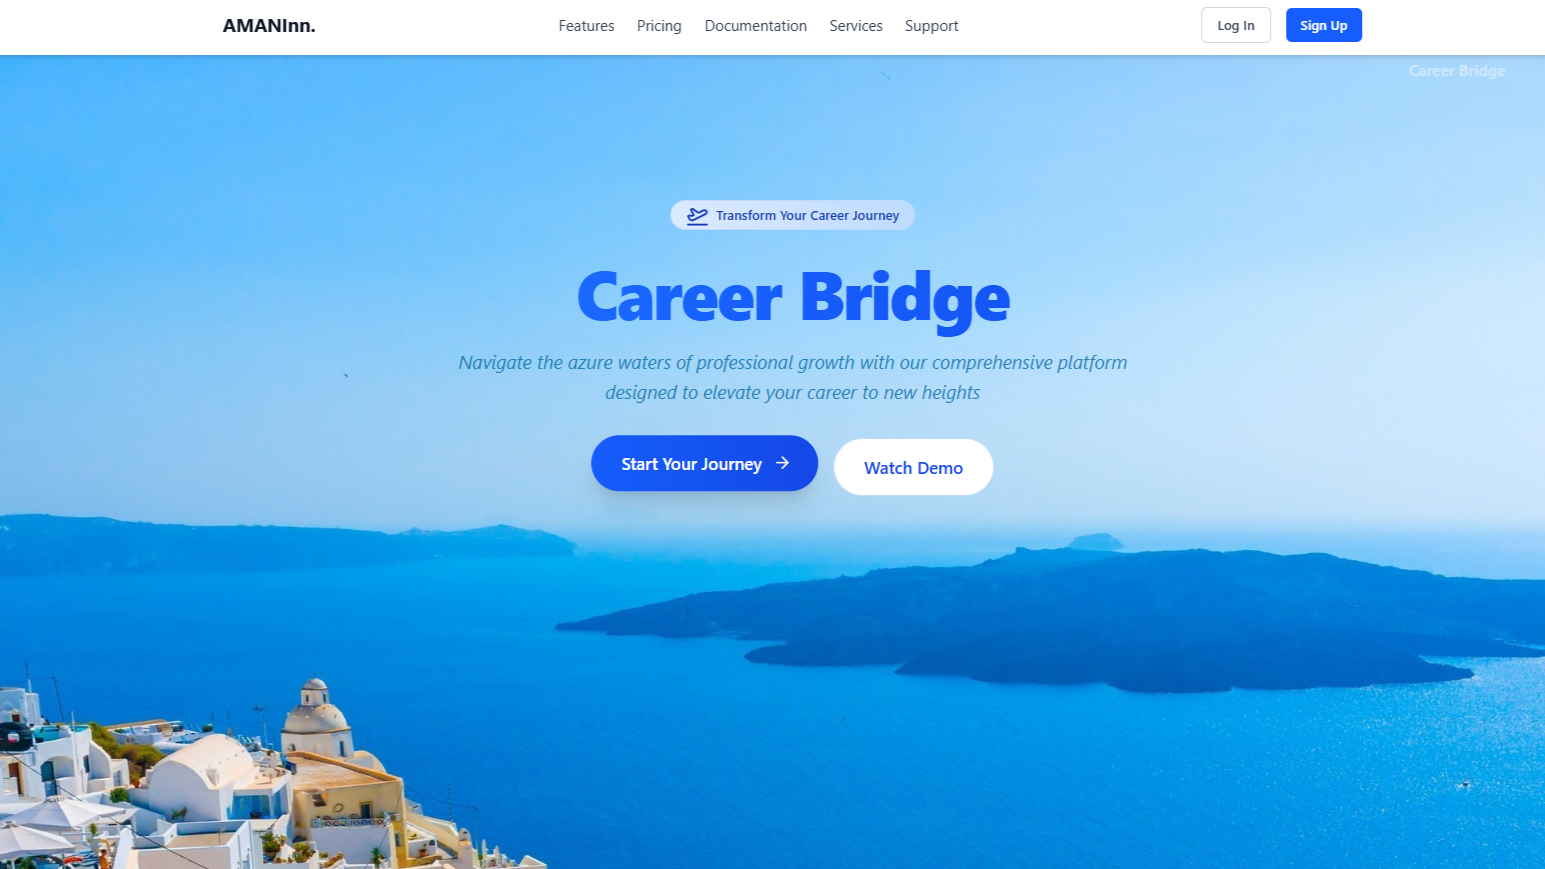 AMANInn.
Features
Pricing
Documentation
Services
Support
Log In
Sign Up
Career Bridge
Transform Your Career Journey
Career Bridge
Navigate the azure waters of professional growth with our comprehensive platform
designed to elevate your career to new heights
Start Your Journey
Watch Demo